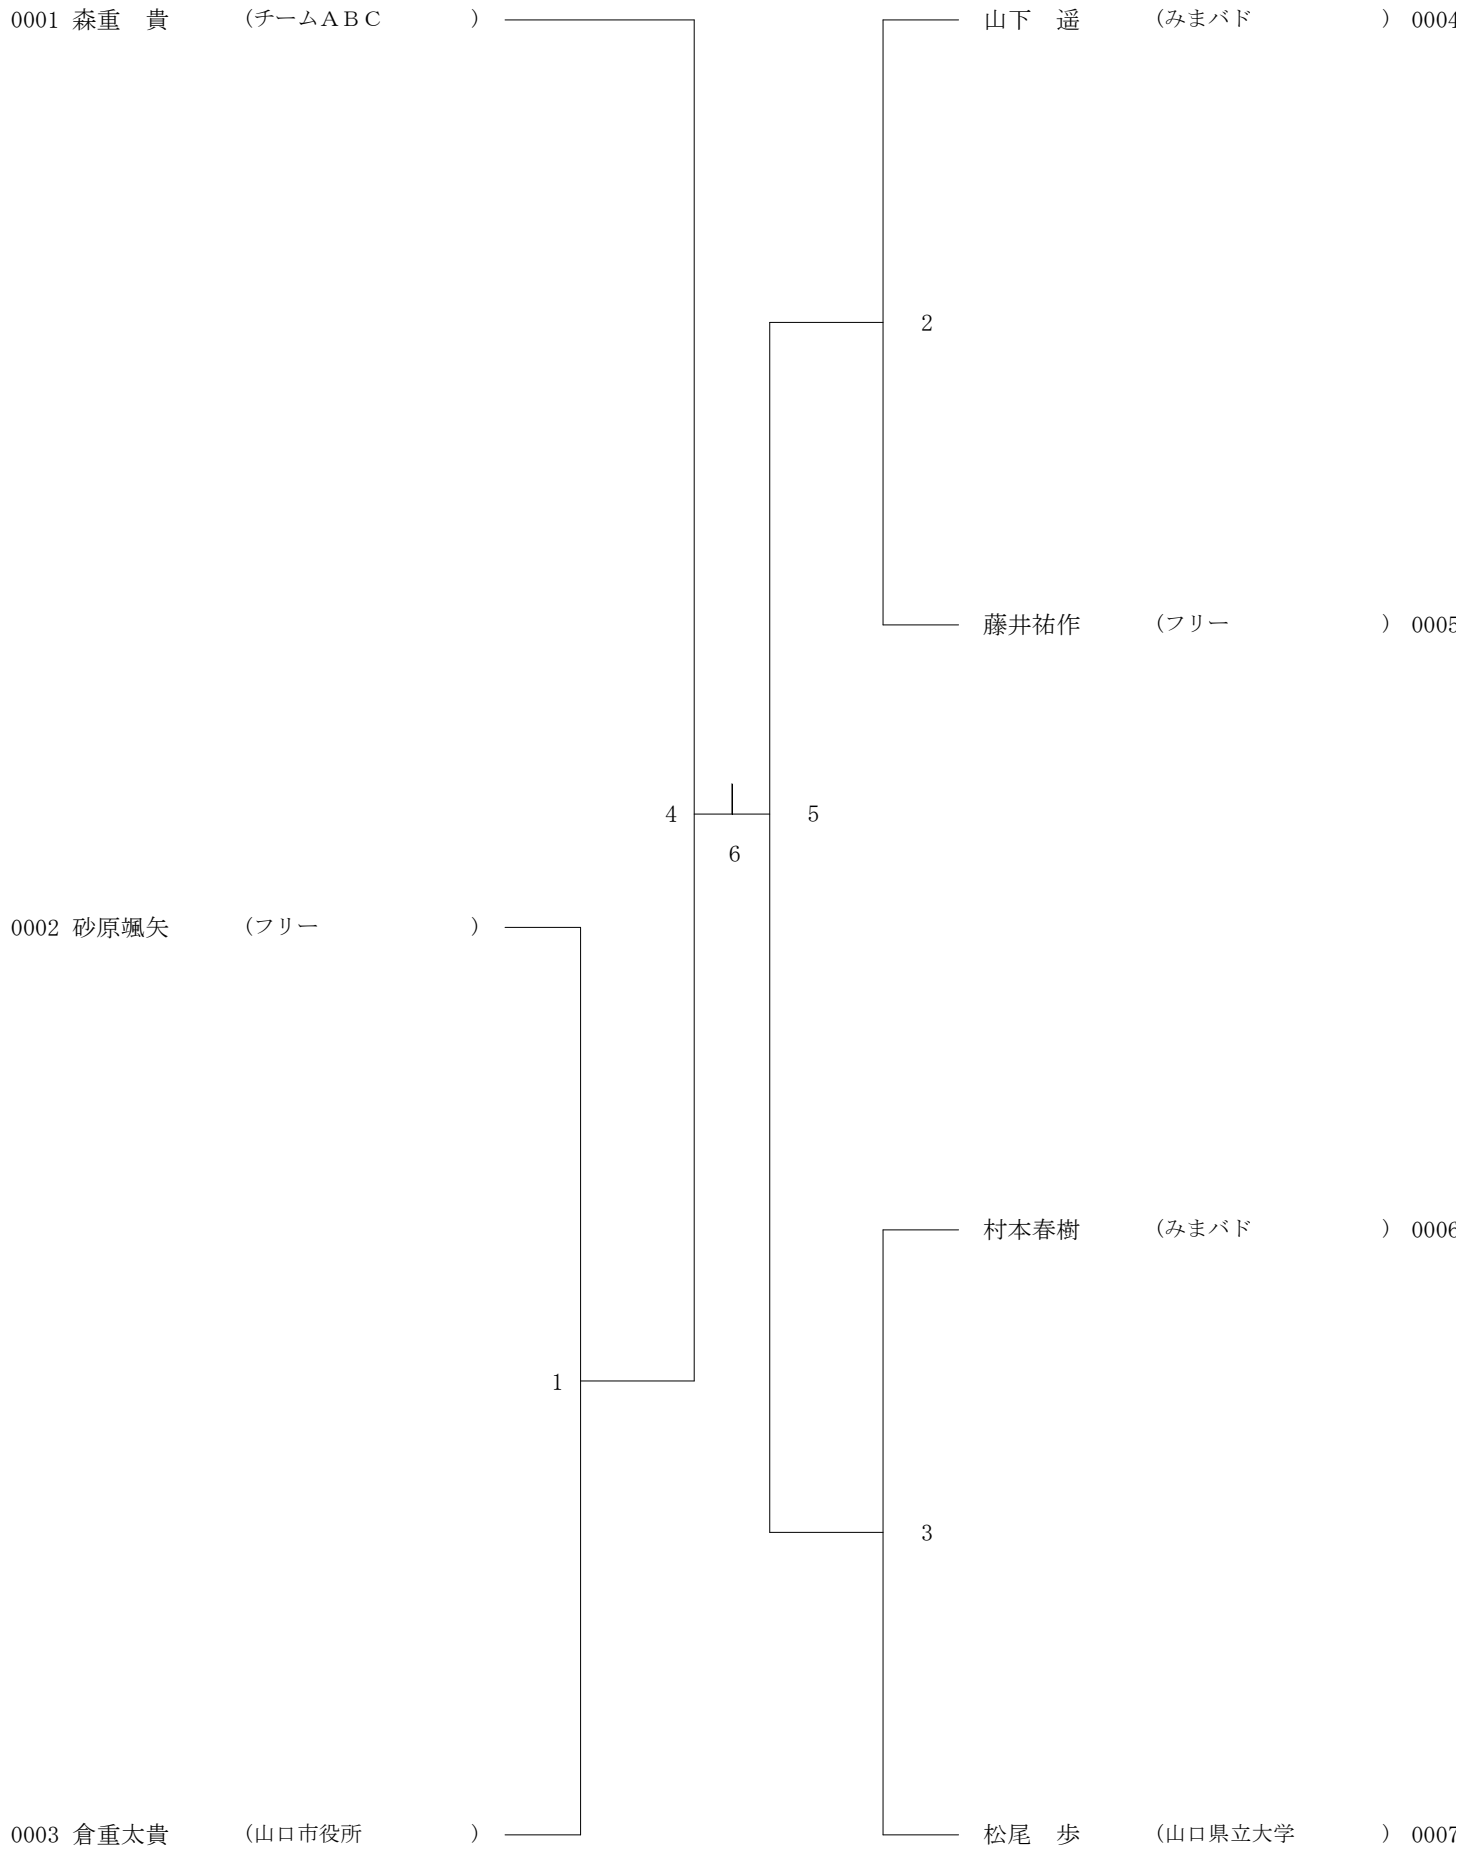 0001 森重　貴　(チームＡＢＣ　)
山下　遥　(みまバド　) 0004
2
藤井祐作　(フリー　) 0005
4
5
6
0002 砂原颯矢　(フリー　)
村本春樹　(みまバド　) 0006
1
3
0003 倉重太貴　(山口市役所　)
松尾　歩　(山口県立大学　) 0007